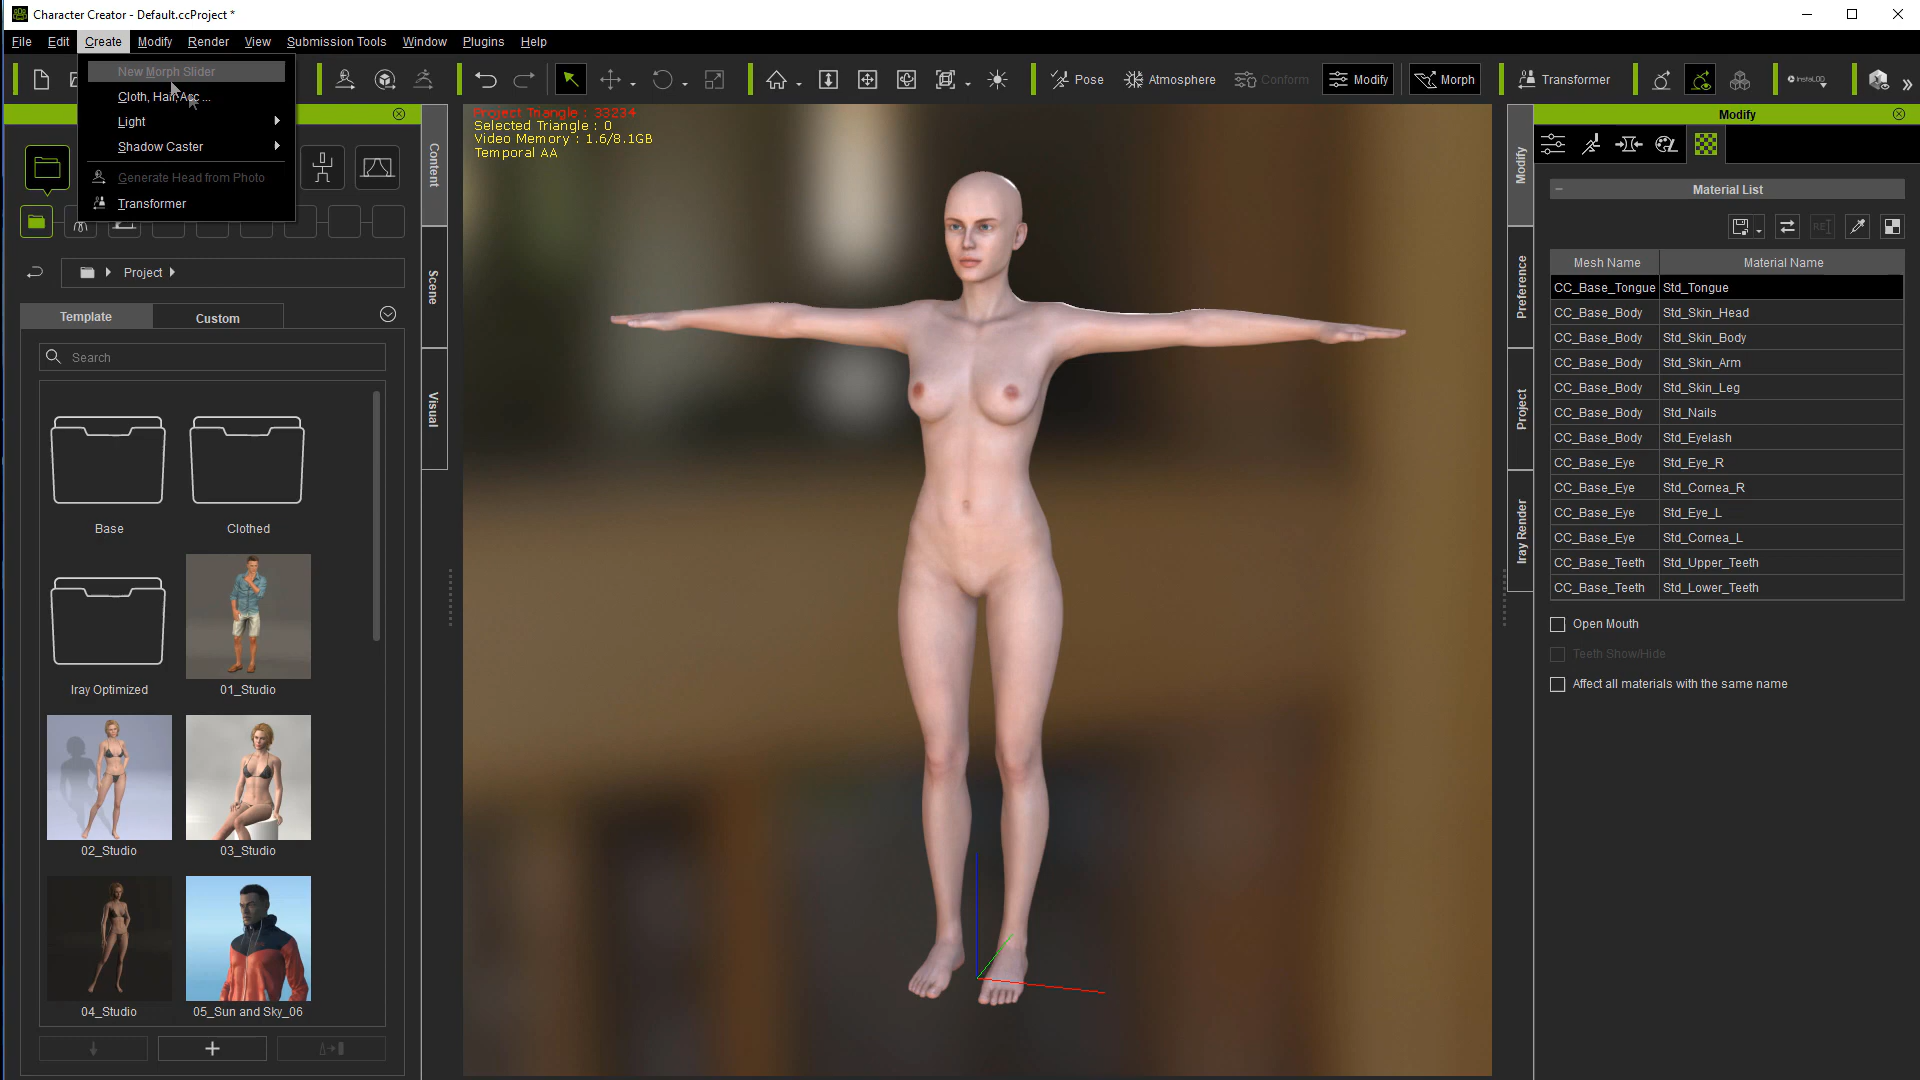 Character Creator - Default.ccProject *
File Edit Create Modify Render View Submission Tools Window Plugins Help
New Morph Slider
Cloth, Hair, Acc ...
Light
Shadow Caster
Generate Head from Photo
Transformer
Pose Atmosphere Conform Modify Morph Transformer InstaLOD
Project
Template Custom
Search
Base Clothed
Iray Optimized 01_Studio
02_Studio 03_Studio
04_Studio 05_Sun and Sky_06
Content
Scene
Visual
Project Triangle : 33234
Selected Triangle : 0
Video Memory : 1.6/8.1GB
Temporal AA
Modify
Preference
Project
Iray Render
Modify
Material List
Mesh Name Material Name
CC_Base_Tongue Std_Tongue
CC_Base_Body Std_Skin_Head
CC_Base_Body Std_Skin_Body
CC_Base_Body Std_Skin_Arm
CC_Base_Body Std_Skin_Leg
CC_Base_Body Std_Nails
CC_Base_Body Std_Eyelash
CC_Base_Eye Std_Eye_R
CC_Base_Eye Std_Cornea_R
CC_Base_Eye Std_Eye_L
CC_Base_Eye Std_Cornea_L
CC_Base_Teeth Std_Upper_Teeth
CC_Base_Teeth Std_Lower_Teeth
Open Mouth
Teeth Show/Hide
Affect all materials with the same name